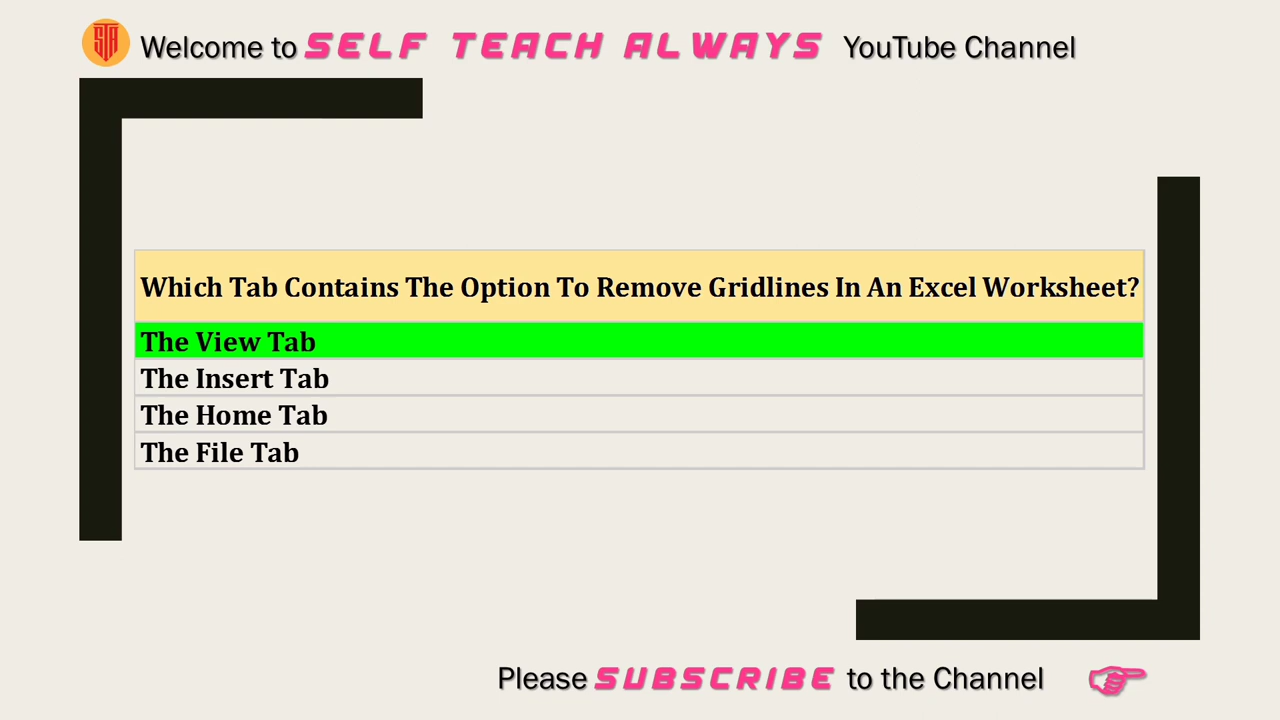 STA
Welcome to SELF TEACH ALWAYS YouTube Channel
Which Tab Contains The Option To Remove Gridlines In An Excel Worksheet?
The View Tab
The Insert Tab
The Home Tab
The File Tab
Please SUBSCRIBE to the Channel